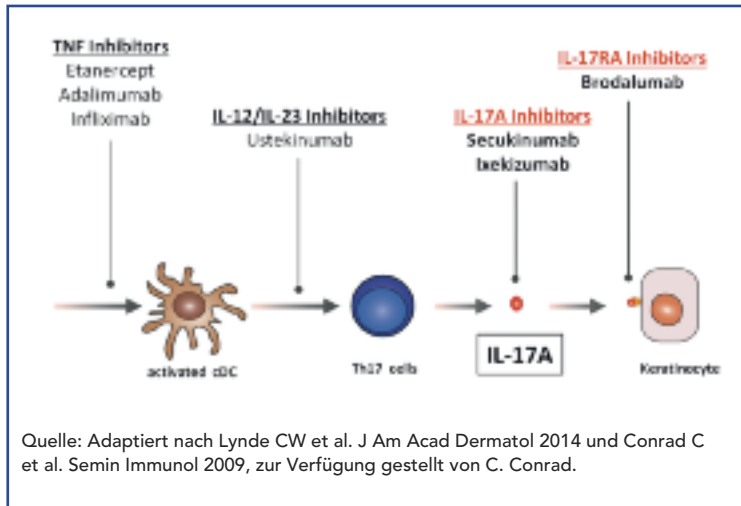 TNF Inhibitors
Etanercept
Adalimumab
Infliximab
IL-12/IL-23 Inhibitors
Ustekinumab
IL-17A Inhibitors
Secukinumab
Ixekizumab
IL-17RA Inhibitors
Brodalumab
activated cDC
Th17 cells
IL-17A
Keratinocyte
Quelle: Adaptiert nach Lynde CW et al. J Am Acad Dermatol 2014 und Conrad C
et al. Semin Immunol 2009, zur Verfügung gestellt von C. Conrad.